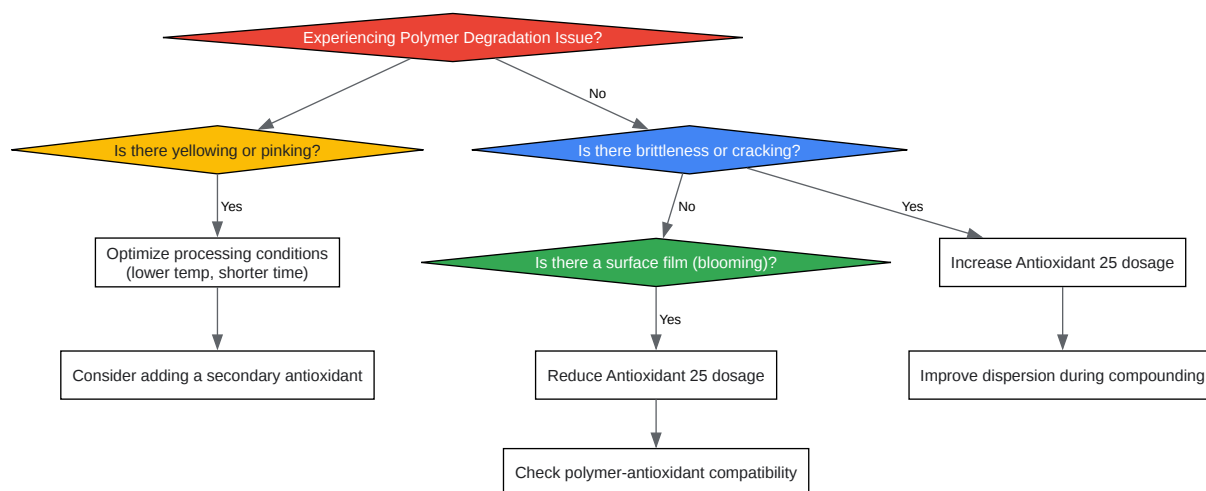 Experiencing Polymer Degradation Issue?
No
Is there yellowing or pinking?
Is there brittleness or cracking?
Yes
No
Yes
Optimize processing conditions
(lower temp, shorter time)
Is there a surface film (blooming)?
Increase Antioxidant 25 dosage
Yes
Consider adding a secondary antioxidant
Reduce Antioxidant 25 dosage
Improve dispersion during compounding
Check polymer-antioxidant compatibility